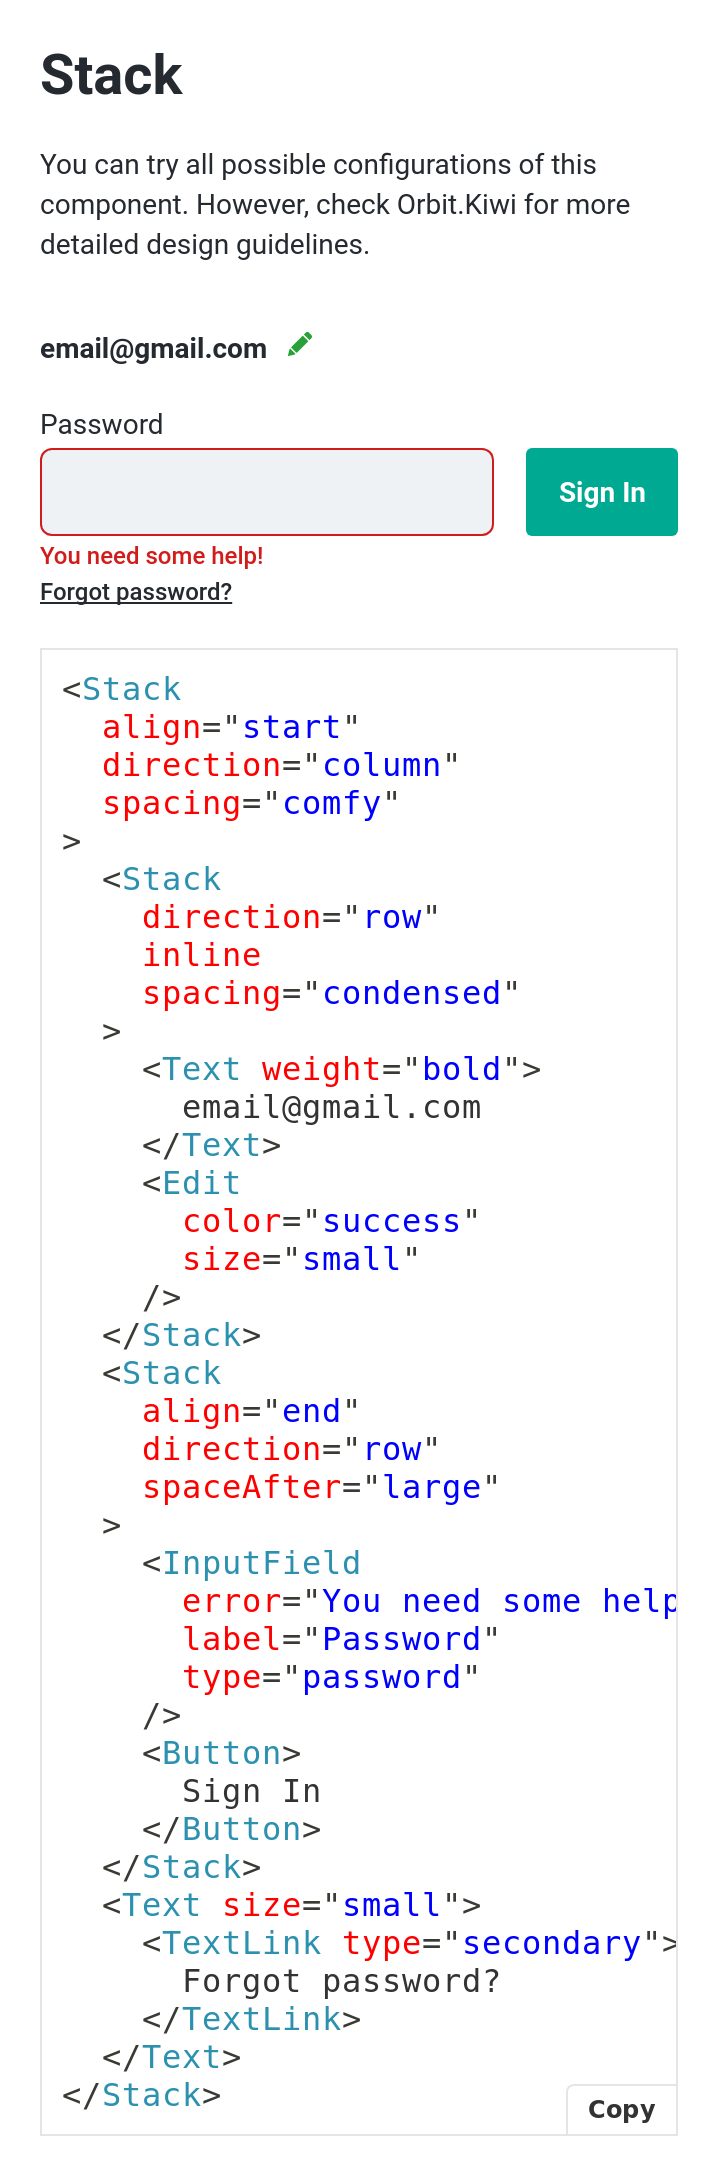 Stack
You can try all possible configurations of this
component. However, check Orbit.Kiwi for more
detailed design guidelines.
email@gmail.com
Password
Sign In
You need some help!
Forgot password?
<Stack
  align="start"
  direction="column"
  spacing="comfy"
>
  <Stack
    direction="row"
    inline
    spacing="condensed"
  >
    <Text weight="bold">
      email@gmail.com
    </Text>
    <Edit
      color="success"
      size="small"
    />
  </Stack>
  <Stack
    align="end"
    direction="row"
    spaceAfter="large"
  >
    <InputField
      error="You need some help
      label="Password"
      type="password"
    />
    <Button>
      Sign In
    </Button>
  </Stack>
  <Text size="small">
    <TextLink type="secondary">
      Forgot password?
    </TextLink>
  </Text>
</Stack>
Copy